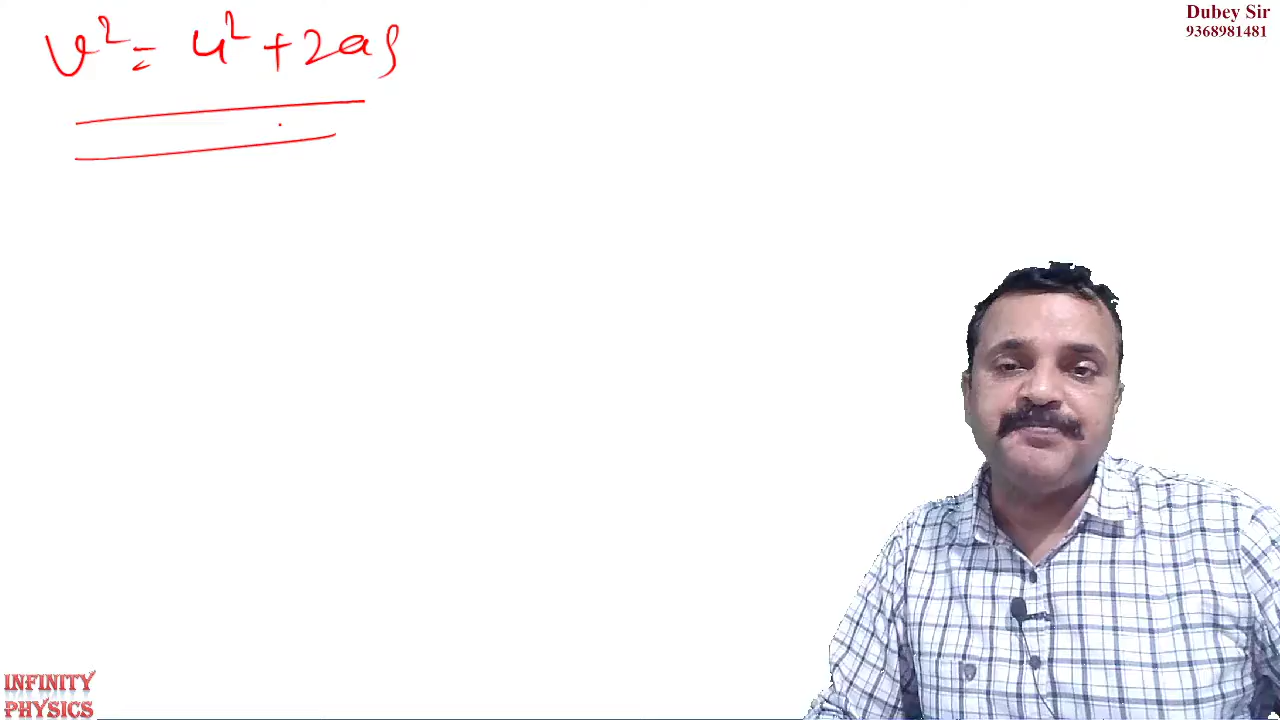 v² = u² + 2as
Dubey Sir
9368981481
INFINITY
PHYSICS